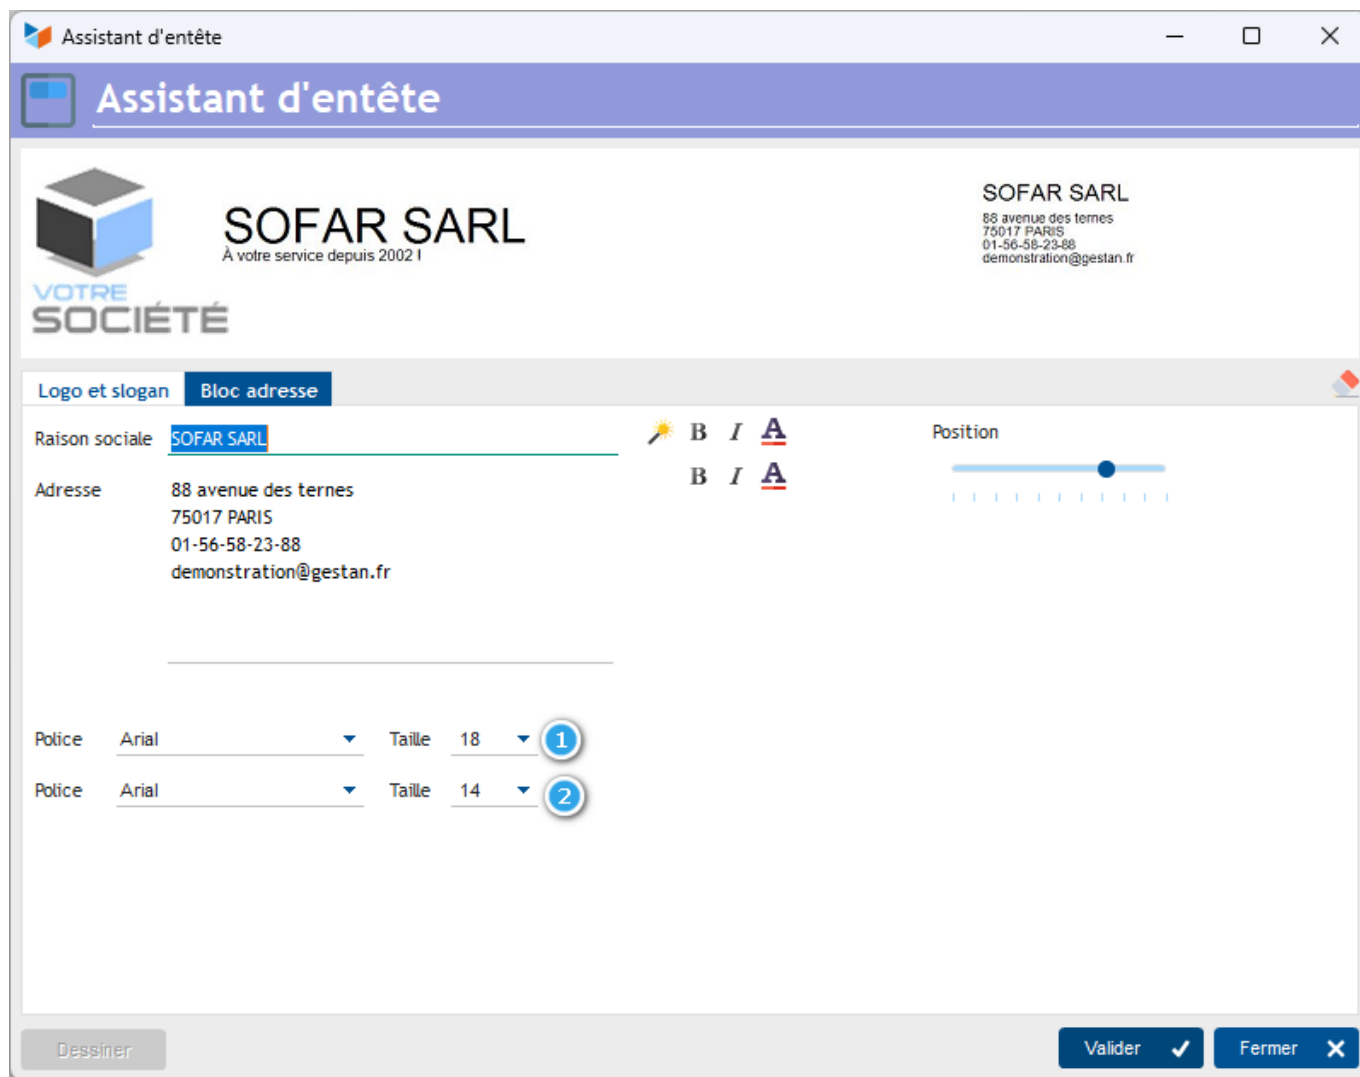 Assistant d'entête
Assistant d'entête
SOFAR SARL
À votre service depuis 2002 !
VOTRE
SOCIÉTÉ
SOFAR SARL
88 avenue des ternes
75017 PARIS
01-56-58-23-88
demonstration@gestan.fr
Logo et slogan Bloc adresse
Raison sociale SOFAR SARL B I A Position
B I A
Adresse 88 avenue des ternes
75017 PARIS
01-56-58-23-88
demonstration@gestan.fr
Police Arial Taille 18 1
Police Arial Taille 14 2
Dessiner Valider Fermer